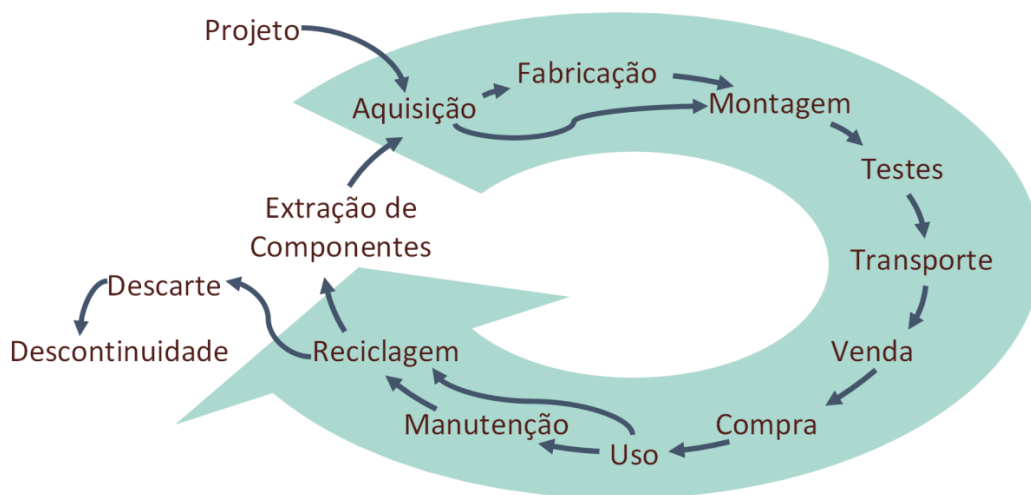 Projeto
Aquisição
Fabricação
Montagem
Testes
Transporte
Venda
Compra
Uso
Manutenção
Reciclagem
Extração de
Componentes
Descarte
Descontinuidade